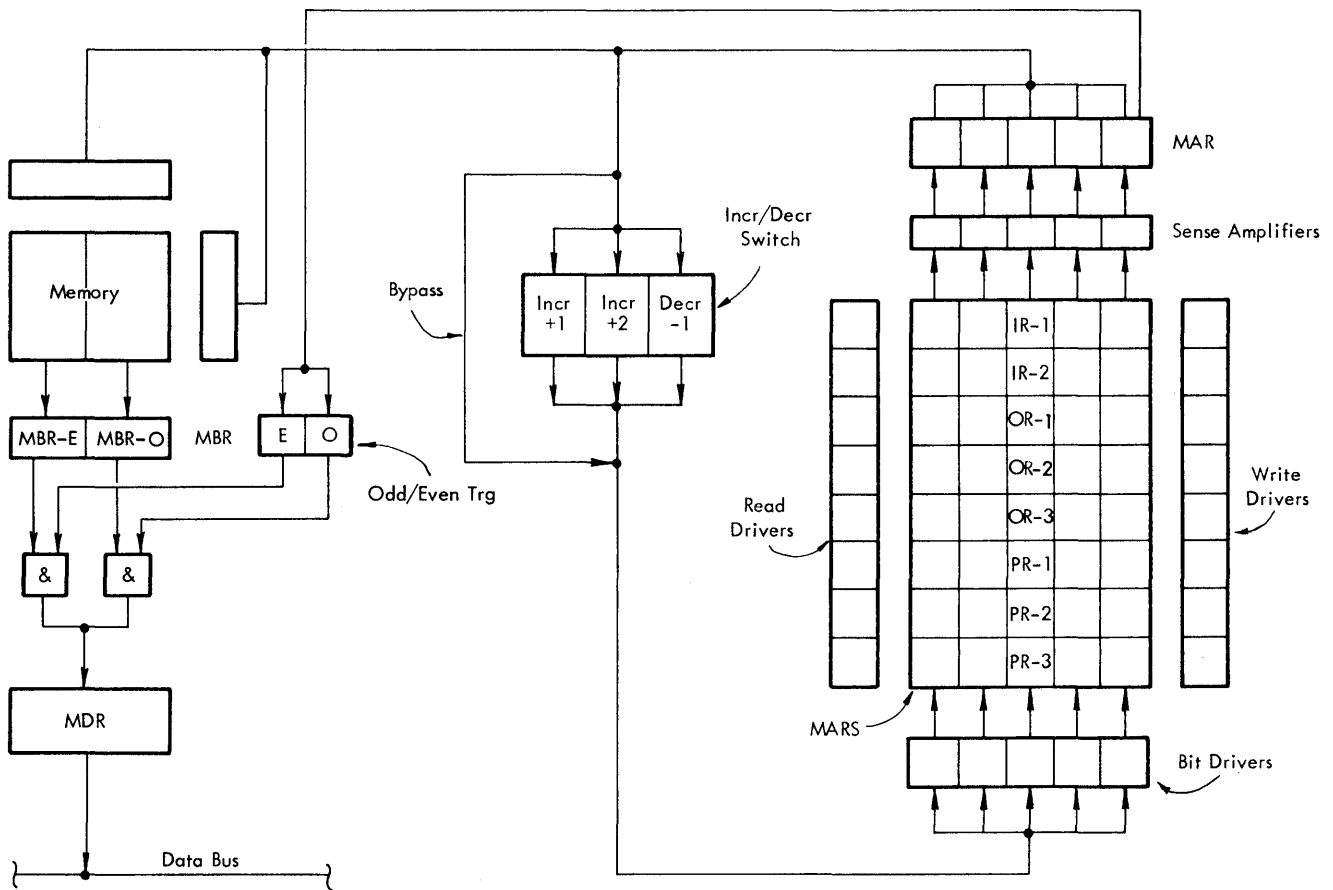 MAR
Sense Amplifiers
Incr/Decr
Switch
Memory
Bypass
Incr
+1
Incr
+2
Decr
-1
IR-1
IR-2
OR-1
OR-2
OR-3
PR-1
PR-2
PR-3
MBR-E
MBR-O
MBR
E
O
Odd/Even Trg
Read
Drivers
Write
Drivers
&
&
MDR
MARS
Bit Drivers
Data Bus